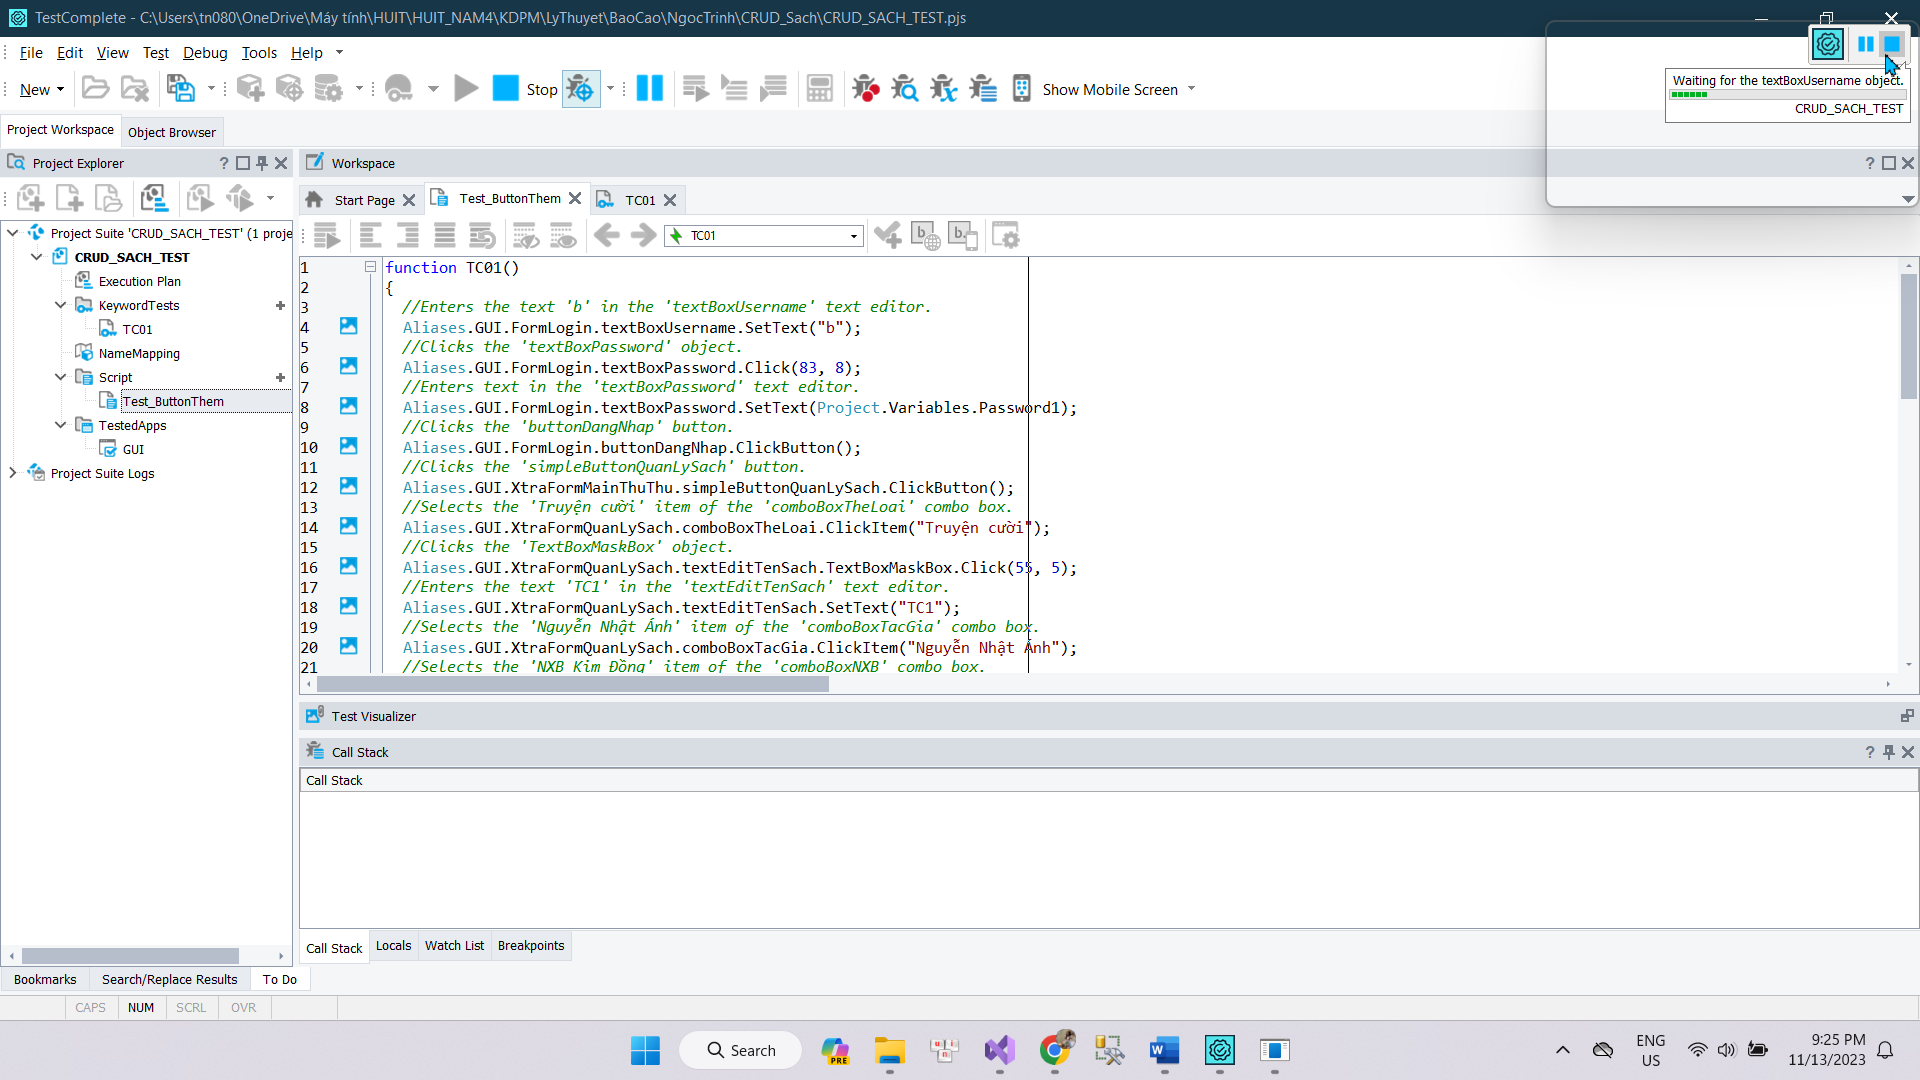 TestComplete - C:\Users\tn080\OneDrive\Máy tính\HUIT\HUIT_NAM4\KDPM\LyThuyet\BaoCao\NgocTrinh\CRUD_Sach\CRUD_SACH_TEST.pjs
File Edit View Test Debug Tools Help
New Stop Show Mobile Screen
Waiting for the textBoxUsername object.
CRUD_SACH_TEST
Project Workspace Object Browser
Project Explorer
Workspace
Start Page Test_ButtonThem TC01
TC01
Project Suite 'CRUD_SACH_TEST' (1 proje
CRUD_SACH_TEST
Execution Plan
KeywordTests
TC01
NameMapping
Script
Test_ButtonThem
TestedApps
GUI
Project Suite Logs
1 function TC01()
2 {
3 //Enters the text 'b' in the 'textBoxUsername' text editor.
4 Aliases.GUI.FormLogin.textBoxUsername.SetText("b");
5 //Clicks the 'textBoxPassword' object.
6 Aliases.GUI.FormLogin.textBoxPassword.Click(83, 8);
7 //Enters text in the 'textBoxPassword' text editor.
8 Aliases.GUI.FormLogin.textBoxPassword.SetText(Project.Variables.Password1);
9 //Clicks the 'buttonDangNhap' button.
10 Aliases.GUI.FormLogin.buttonDangNhap.ClickButton();
11 //Clicks the 'simpleButtonQuanLySach' button.
12 Aliases.GUI.XtraFormMainThuThu.simpleButtonQuanLySach.ClickButton();
13 //Selects the 'Truyện cười' item of the 'comboBoxTheLoai' combo box.
14 Aliases.GUI.XtraFormQuanLySach.comboBoxTheLoai.ClickItem("Truyện cười");
15 //Clicks the 'TextBoxMaskBox' object.
16 Aliases.GUI.XtraFormQuanLySach.textEditTenSach.TextBoxMaskBox.Click(55, 5);
17 //Enters the text 'TC1' in the 'textEditTenSach' text editor.
18 Aliases.GUI.XtraFormQuanLySach.textEditTenSach.SetText("TC1");
19 //Selects the 'Nguyễn Nhật Ánh' item of the 'comboBoxTacGia' combo box.
20 Aliases.GUI.XtraFormQuanLySach.comboBoxTacGia.ClickItem("Nguyễn Nhật Ánh");
21 //Selects the 'NXB Kim Đồng' item of the 'comboBoxNXB' combo box.
Test Visualizer
Call Stack
Call Stack
Call Stack Locals Watch List Breakpoints
Bookmarks Search/Replace Results To Do
CAPS NUM SCRL OVR
Search
PRE
ENG
US
9:25 PM
11/13/2023